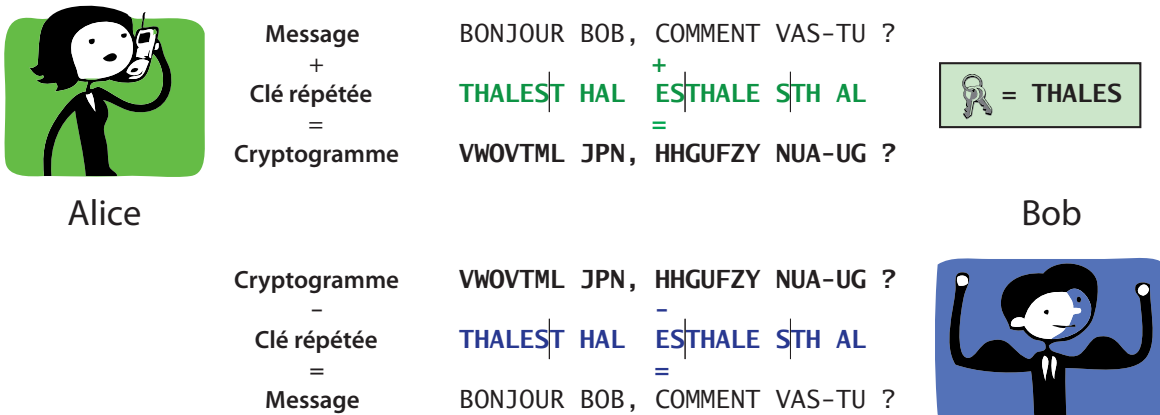 Message BONJOUR BOB, COMMENT VAS-TU ?
+ +
Clé répétée THALEST HAL ESTHALE STH AL
= =
Cryptogramme VWOVTML JPN, HHGUFZY NUA-UG ?
= THALES
Alice
Bob
Cryptogramme VWOVTML JPN, HHGUFZY NUA-UG ?
– –
Clé répétée THALEST HAL ESTHALE STH AL
= =
Message BONJOUR BOB, COMMENT VAS-TU ?